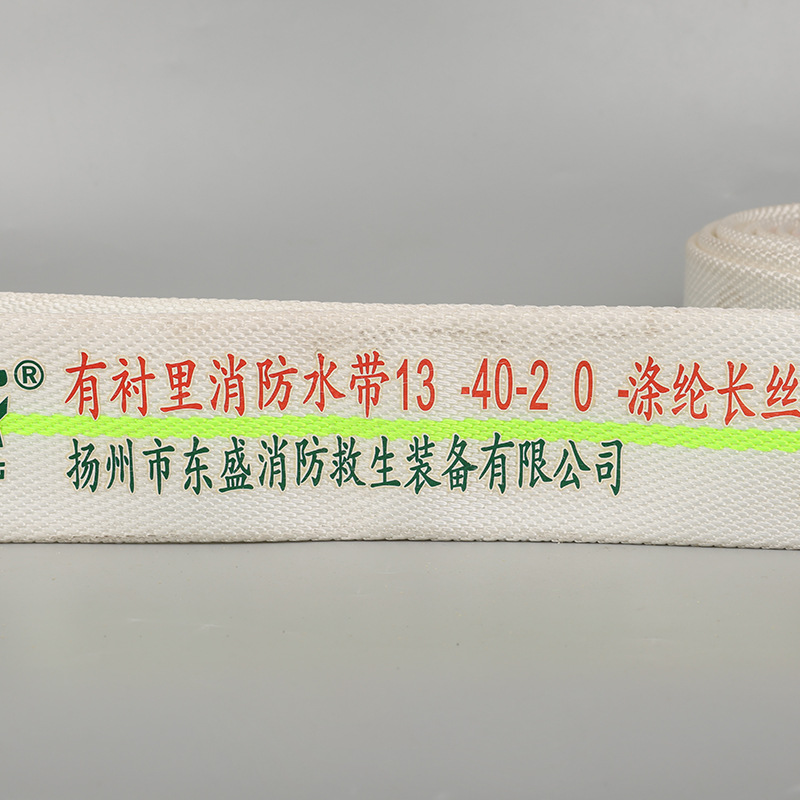 ®
有衬里消防水带13 -40-2 0 -涤纶长丝
扬州市东盛消防救生装备有限公司